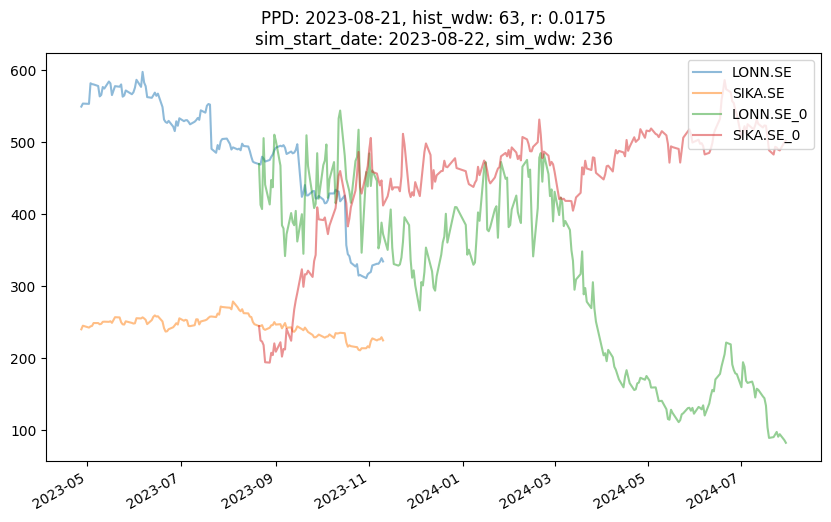 PPD: 2023-08-21, hist_wdw: 63, r: 0.0175
sim_start_date: 2023-08-22, sim_wdw: 236
LONN.SE
SIKA.SE
LONN.SE_0
SIKA.SE_0
600
500
400
300
200
100
2023-05
2023-07
2023-09
2023-11
2024-01
2024-03
2024-05
2024-07